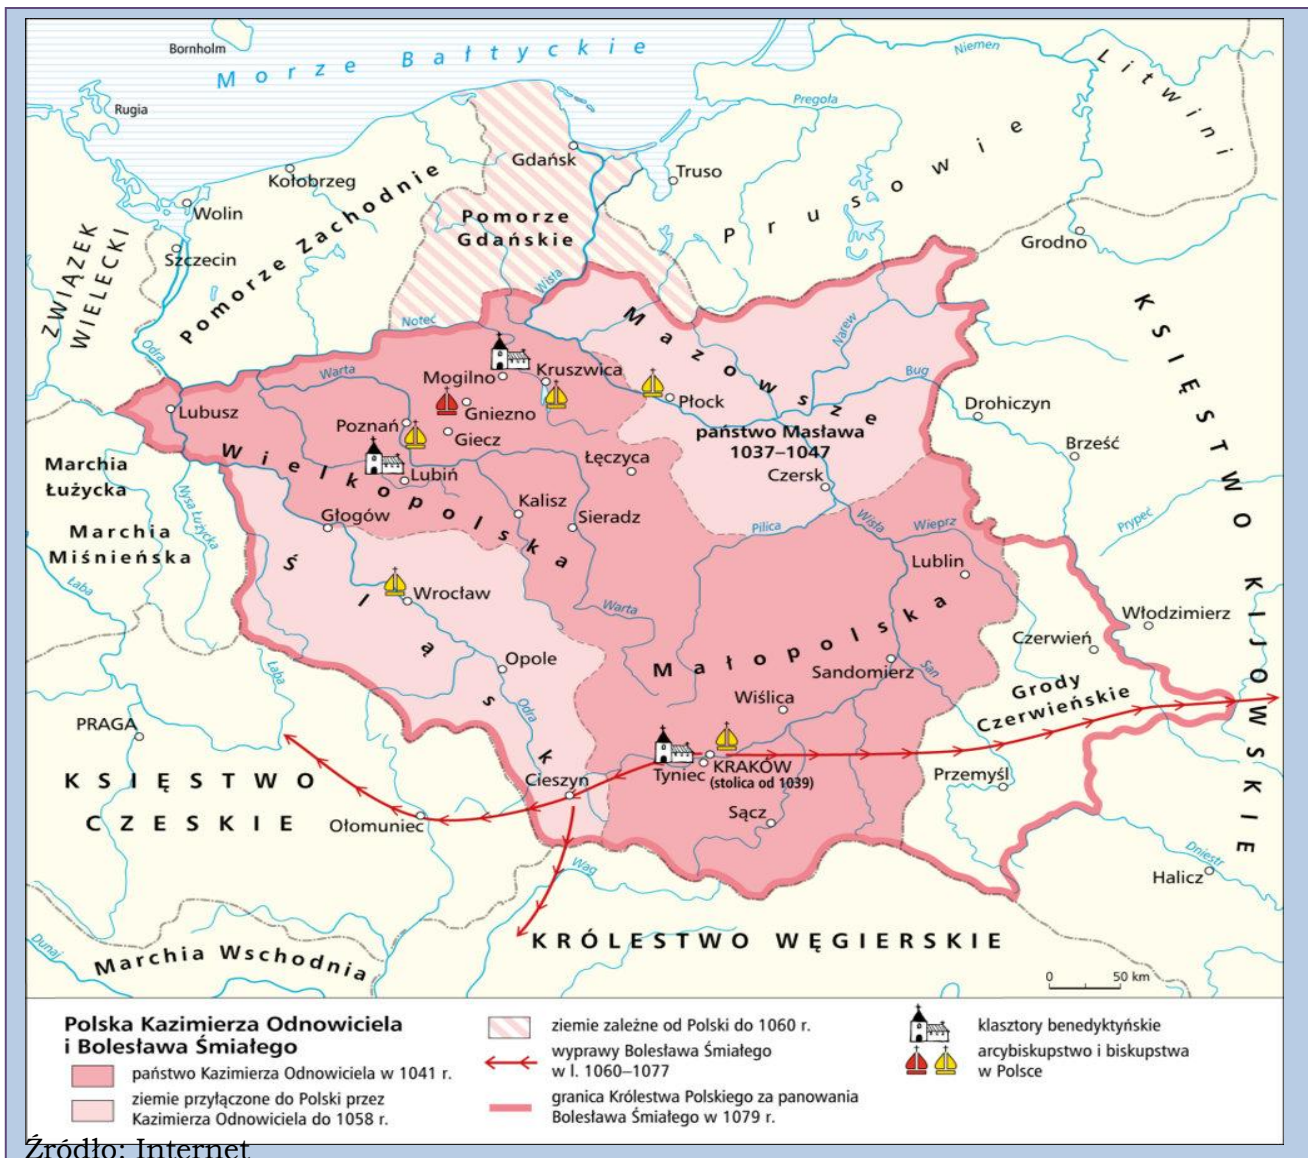 Bornholm
Morze Bałtyckie
Niemen
Litwini
Rugia
Pregoła
Gdańsk
Truso
Prusowie
Kołobrzeg
Wolin
Pomorze
Gdańskie
Grodno
Szczecin
Pomorze Zachodnie
ZWIĄZEK
WIELECKI
Wisła
Odra
Noteć
Mazowsze
Narew
KSIĘSTWO KIJOWSKIE
Warta
Mogilno
Kruszwica
Bug
Lubusz
Gniezno
Płock
Drohiczyn
Poznań
Giecz
państwo Masława
1037–1047
Brześć
Wielkopolska
Marchia
Łużycka
Lubiń
Łęczyca
Czersk
Nysa Łużycka
Kalisz
Głogów
Sieradz
Pilica
Wisła
Wieprz
Prypeć
Marchia
Miśnieńska
Śląsk
Lublin
Łaba
Wrocław
Warta
Włodzimierz
Czerwień
Małopolska
Opole
Sandomierz
San
Łaba
Grody
Czerwieńskie
Wiślica
Odra
PRAGA
Tyniec
KRAKÓW
(stolica od 1039)
Przemyśl
KSIĘSTWO
CZESKIE
Cieszyn
Ołomuniec
Sącz
Dniestr
Wag
Halicz
Dunaj
Marchia Wschodnia
KRÓLESTWO WĘGIERSKIE
0 50 km
Polska Kazimierza Odnowiciela
i Bolesława Śmiałego
państwo Kazimierza Odnowiciela w 1041 r.
ziemie przyłączone do Polski przez
Kazimierza Odnowiciela do 1058 r.
ziemie zależne od Polski do 1060 r.
wyprawy Bolesława Śmiałego
w l. 1060–1077
granica Królestwa Polskiego za panowania
Bolesława Śmiałego w 1079 r.
klasztory benedyktyńskie
arcybiskupstwo i biskupstwa
w Polsce
Źródło: Internet